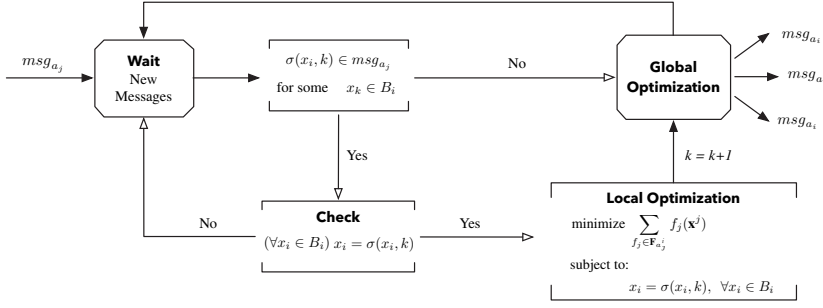 msg_{a_j}
Wait
New
Messages
σ(x_i, k) ∈ msg_{a_j}
for some x_k ∈ B_i
No
Global
Optimization
msg_{a_i}
msg_a
msg_{a_i}
Yes
k = k+1
No
Check
(∀x_i ∈ B_i) x_i = σ(x_i, k)
Yes
Local Optimization
minimize ∑_{f_j∈F_{a_j^i}} f_j(x^j)
subject to:
x_i = σ(x_i, k), ∀x_i ∈ B_i